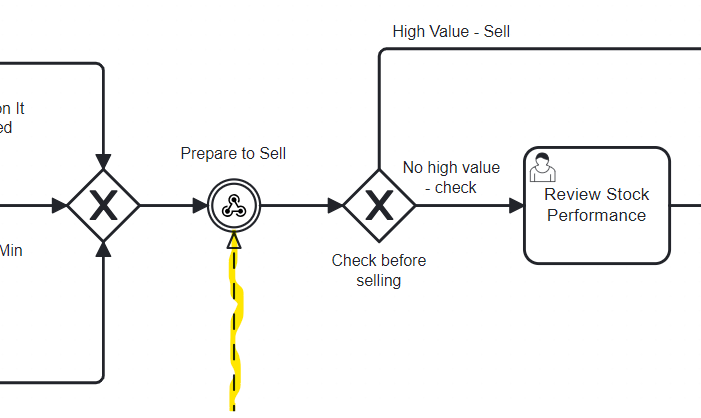 High Value - Sell
on It
ed
Prepare to Sell
No high value
- check
Review Stock
Performance
Min
Check before
selling